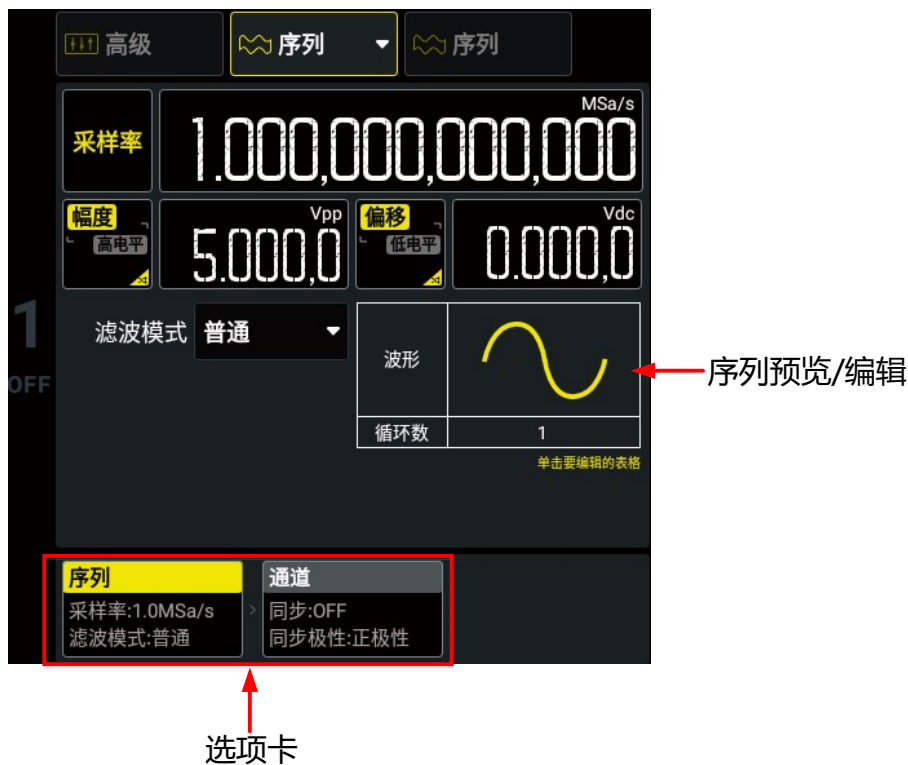 高级 序列 序列
采样率 1.000,000,000,000 MSa/s
幅度 高电平 5.000,0 Vpp 偏移 低电平 0.000,0 Vdc
1
OFF
滤波模式 普通
波形
序列预览/编辑
循环数 1
单击要编辑的表格
序列
采样率:1.0MSa/s
滤波模式:普通
>
通道
同步:OFF
同步极性:正极性
选项卡